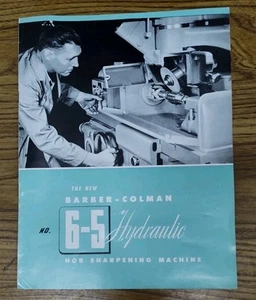 THE NEW
BARBER-COLMAN
NO. 6-5 Hydraulic
HOB SHARPENING MACHINE